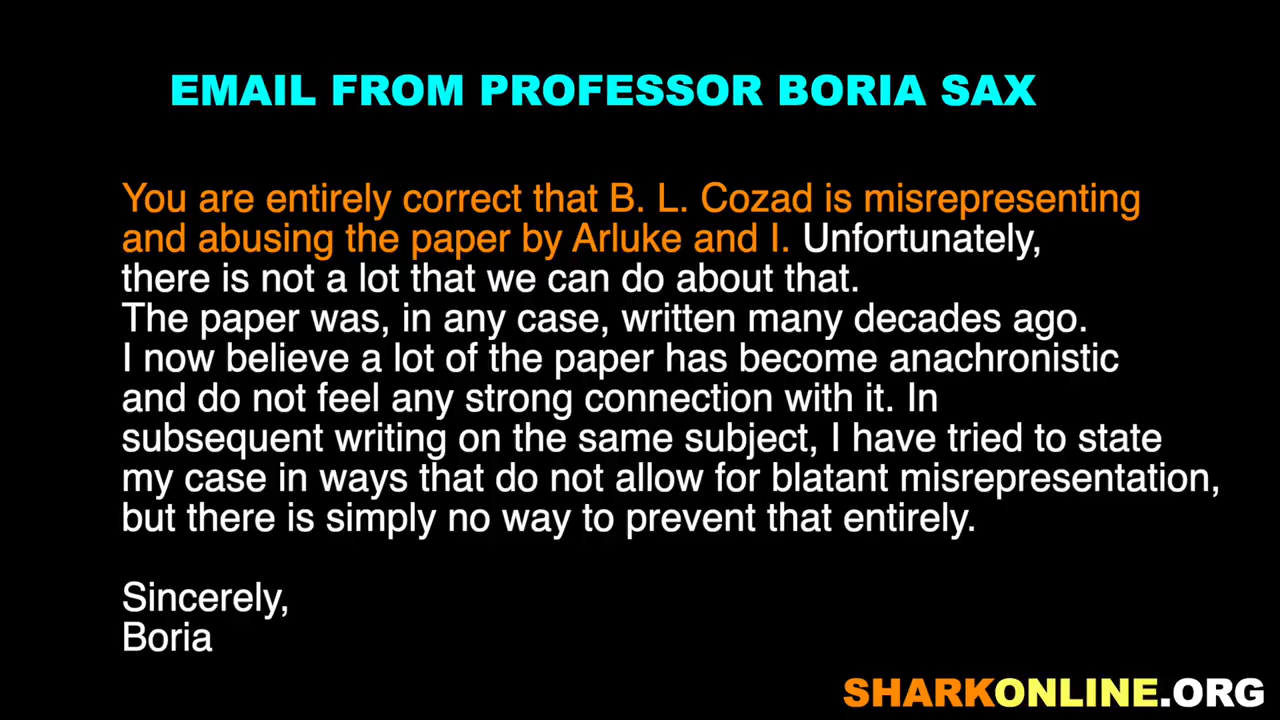 EMAIL FROM PROFESSOR BORIA SAX
You are entirely correct that B. L. Cozad is misrepresenting
and abusing the paper by Arluke and I. Unfortunately,
there is not a lot that we can do about that.
The paper was, in any case, written many decades ago.
I now believe a lot of the paper has become anachronistic
and do not feel any strong connection with it. In
subsequent writing on the same subject, I have tried to state
my case in ways that do not allow for blatant misrepresentation,
but there is simply no way to prevent that entirely.
Sincerely,
Boria
SHARKONLINE.ORG